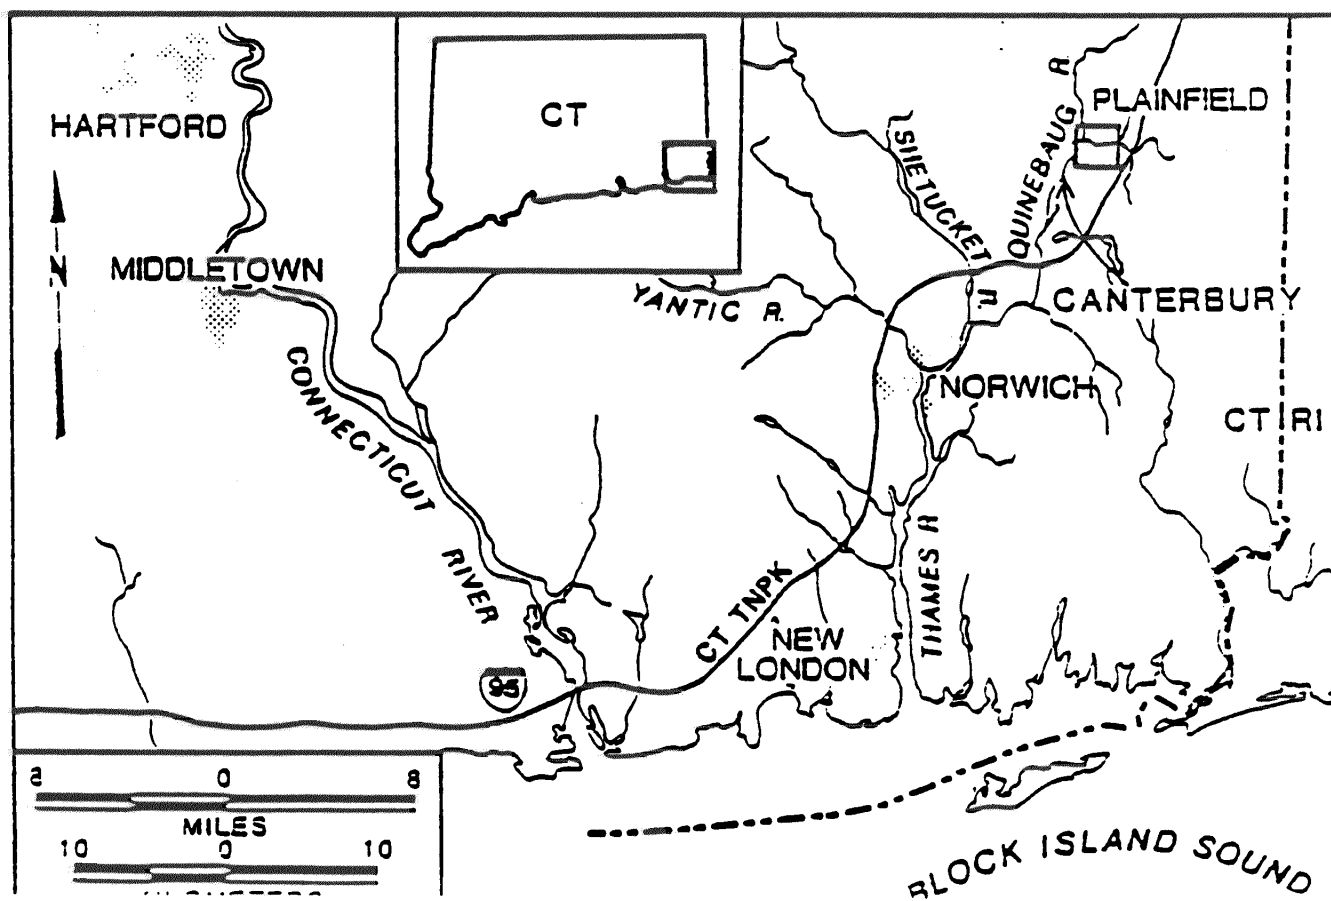 CT
HARTFORD
PLAINFIELD
QUINEBAUG R.
SHETUCKET R.
N
MIDDLETOWN
YANTIC R.
CANTERBURY
NORWICH
CONNECTICUT RIVER
CT RI
THAMES R
CT TNPK
NEW
LONDON
95
8 0 8
MILES
10 0 10
BLOCK ISLAND SOUND